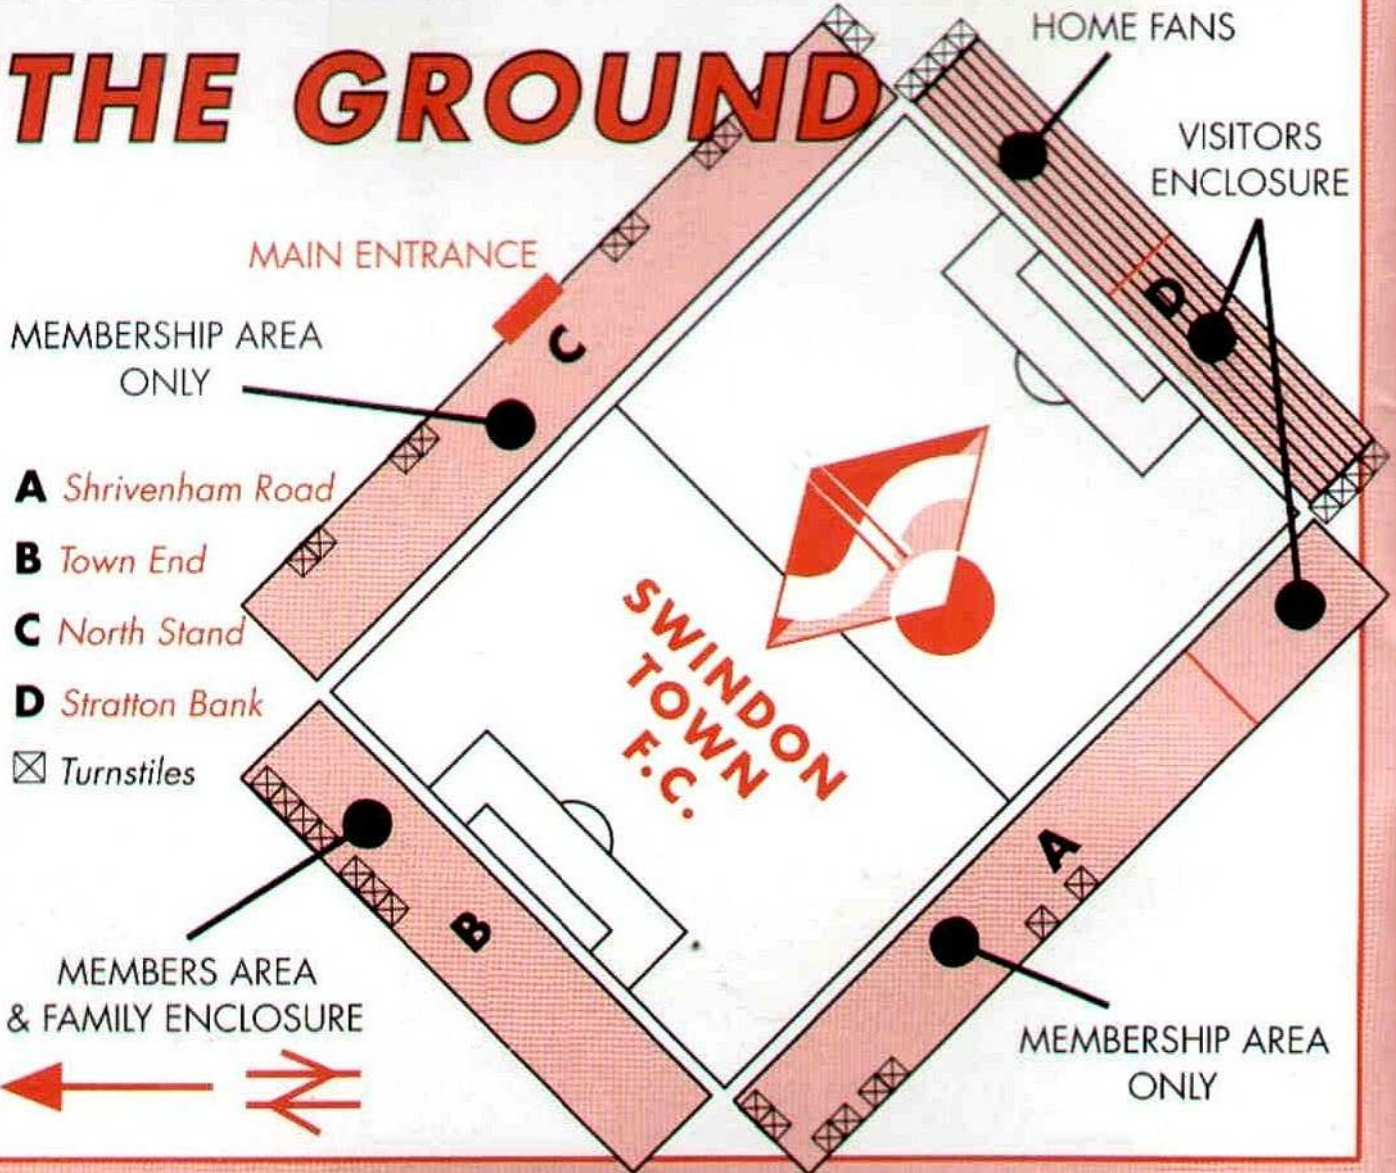 THE GROUND
HOME FANS
VISITORS
ENCLOSURE
MAIN ENTRANCE
MEMBERSHIP AREA
ONLY
C
D
A Shrivenham Road
B Town End
C North Stand
D Stratton Bank
Turnstiles
SWINDON
TOWN
F.C.
A
B
MEMBERS AREA
& FAMILY ENCLOSURE
MEMBERSHIP AREA
ONLY